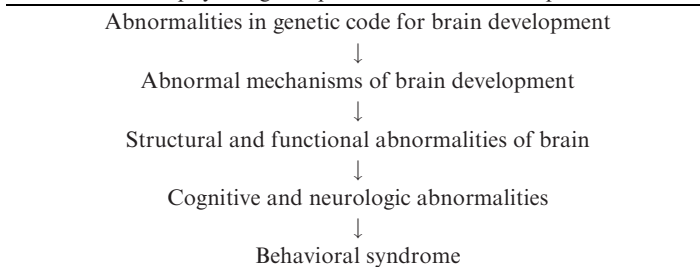 Abnormalities in genetic code for brain development
↓
Abnormal mechanisms of brain development
↓
Structural and functional abnormalities of brain
↓
Cognitive and neurologic abnormalities
↓
Behavioral syndrome